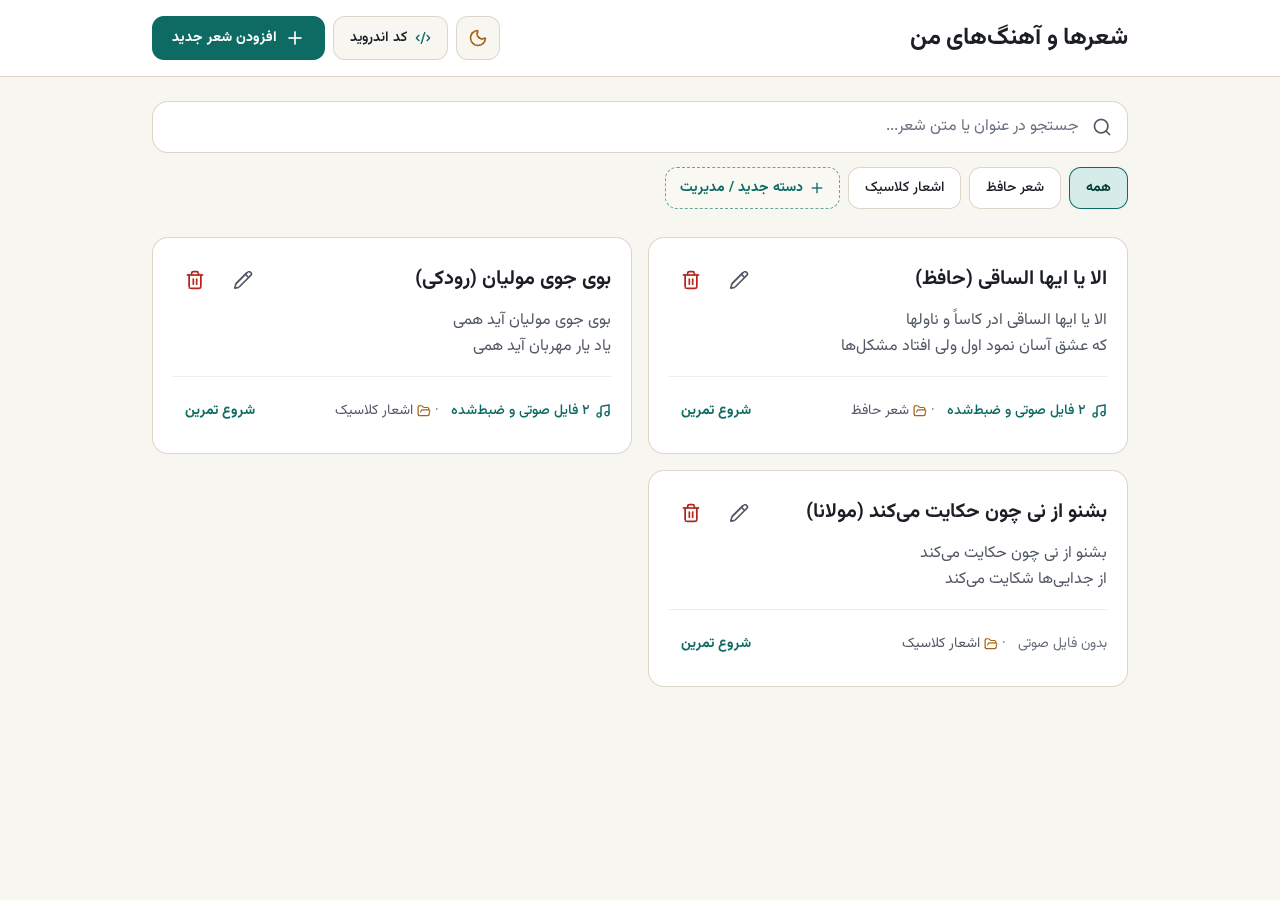 شعرها و آهنگ‌های من
کد اندروید
افزودن شعر جدید
جستجو در عنوان یا متن شعر...
همه
شعر حافظ
اشعار کلاسیک
دسته جدید / مدیریت
الا یا ایها الساقی (حافظ)
الا یا ایها الساقی ادر کاساً و ناولها
که عشق آسان نمود اول ولی افتاد مشکل‌ها
۲ فایل صوتی و ضبط‌شده · شعر حافظ
شروع تمرین
بوی جوی مولیان (رودکی)
بوی جوی مولیان آید همی
یاد یار مهربان آید همی
۲ فایل صوتی و ضبط‌شده · اشعار کلاسیک
شروع تمرین
بشنو از نی چون حکایت می‌کند (مولانا)
بشنو از نی چون حکایت می‌کند
از جدایی‌ها شکایت می‌کند
بدون فایل صوتی · اشعار کلاسیک
شروع تمرین